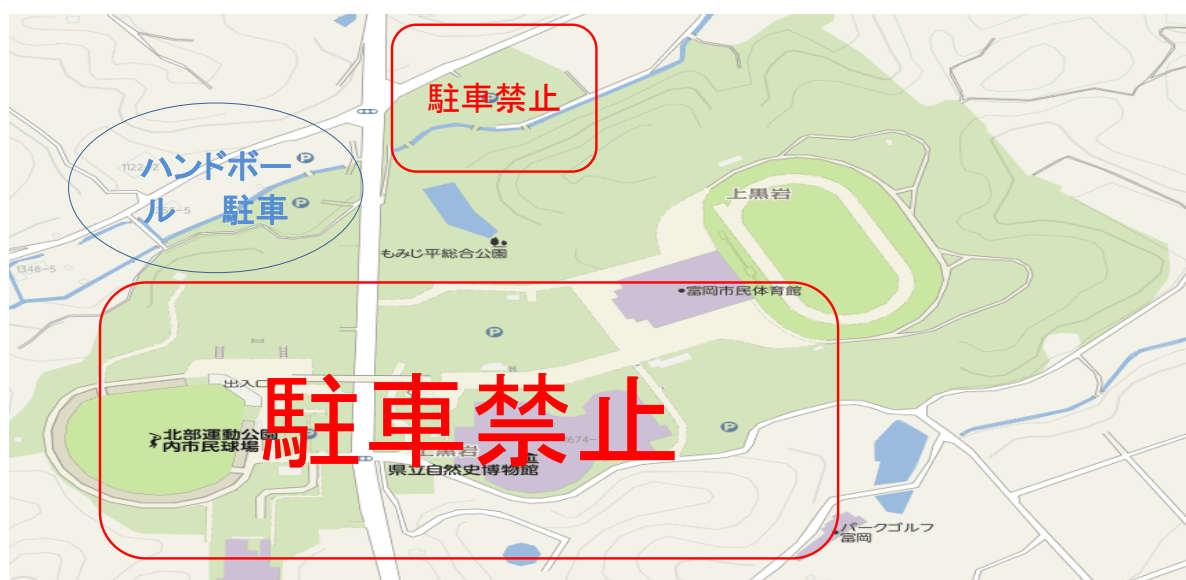 駐車禁止
ハンドボー
ル 駐車
1348-5
上黒岩
もみじ平総合公園
富岡市民体育館
出入口
駐車禁止
北部運動公園
内市民球場
上黒岩
県立自然史博物館
パークゴルフ
富岡
P
P
P
P